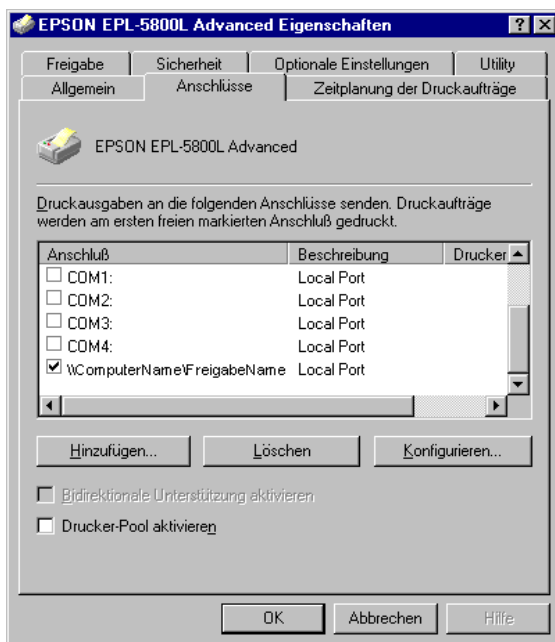 EPSON EPL-5800L Advanced Eigenschaften
Freigabe Sicherheit Optionale Einstellungen Utility
Allgemein Anschlüsse Zeitplanung der Druckaufträge
EPSON EPL-5800L Advanced
Druckausgaben an die folgenden Anschlüsse senden. Druckaufträge
werden am ersten freien markierten Anschluß gedruckt.
Anschluß Beschreibung Drucker
COM1: Local Port
COM2: Local Port
COM3: Local Port
COM4: Local Port
\\ComputerName\FreigabeName Local Port
Hinzufügen... Löschen Konfigurieren...
Bidirektionale Unterstützung aktivieren
Drucker-Pool aktivieren
OK Abbrechen Hilfe